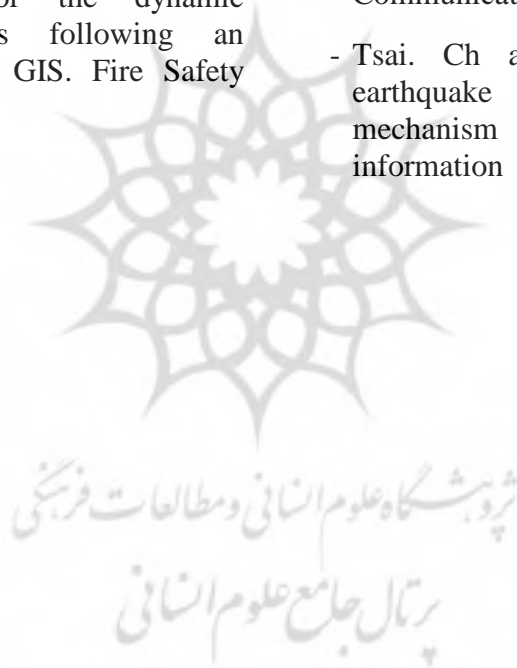 or the dynamic
s following an
GIS. Fire Safety
Communicat
- Tsai. Ch a
earthquake
mechanism
information
پژوهشگاه علوم انسانی و مطالعات فرهنگی
پرتال جامع علوم انسانی